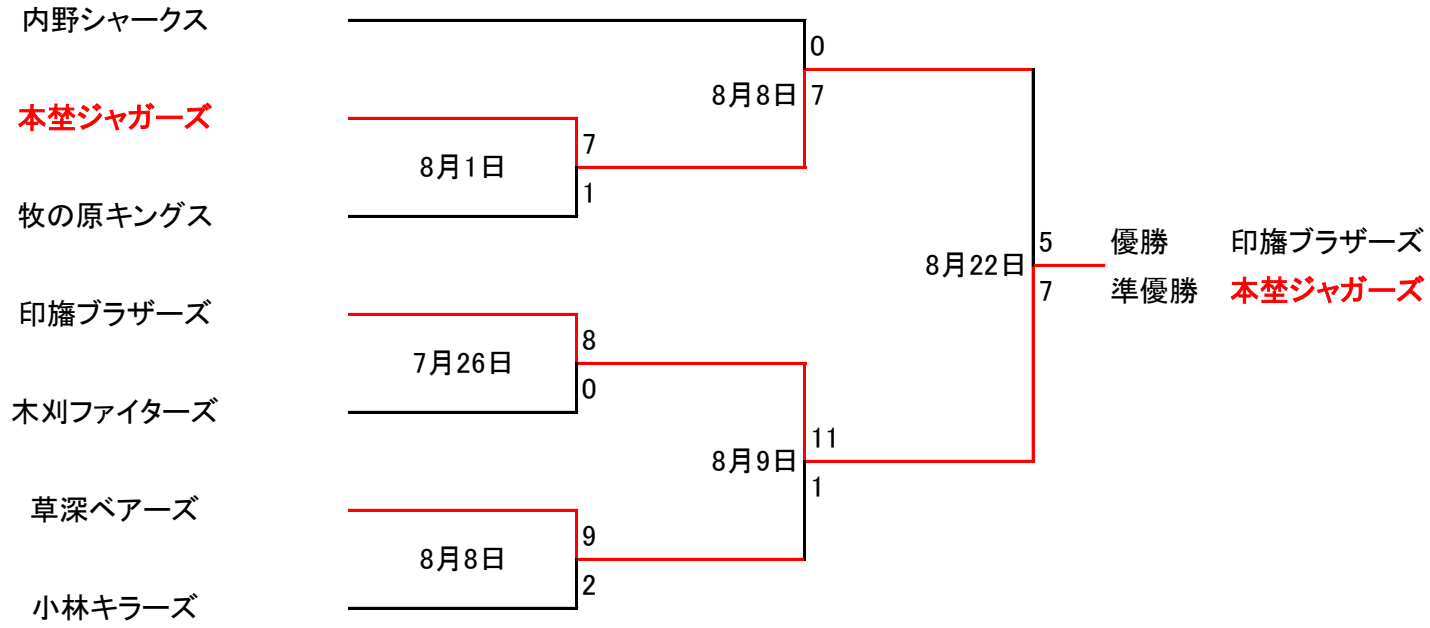 内野シャークス
0
8月8日
7
本埜ジャガーズ
7
8月1日
1
牧の原キングス
5
優勝 印旛ブラザーズ
8月22日
7
準優勝 本埜ジャガーズ
印旛ブラザーズ
8
7月26日
0
木刈ファイターズ
11
8月9日
1
草深ベアーズ
9
8月8日
2
小林キラーズ